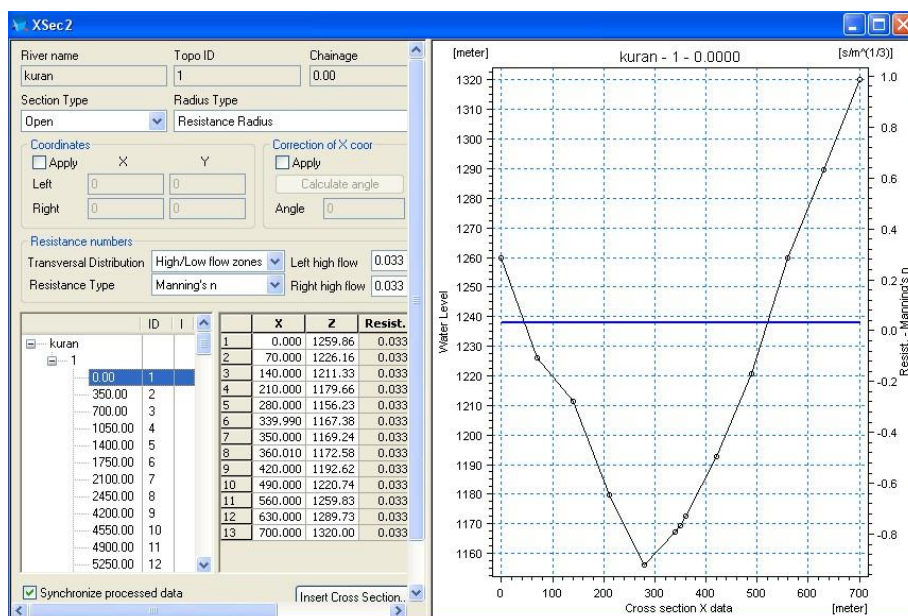 XSec2
River name Topo ID Chainage
kuran 1 0.00
Section Type Radius Type
Open Resistance Radius
Coordinates Correction of X coor
Apply X Y Apply
Left 0 0 Calculate angle
Right 0 0 Angle 0
Resistance numbers
Transversal Distribution High/Low flow zones Left high flow 0.033
Resistance Type Manning's n Right high flow 0.033
ID I
kuran
1
0.00 1
350.00 2
700.00 3
1050.00 4
1400.00 5
1750.00 6
2100.00 7
2450.00 8
4200.00 9
4550.00 10
4900.00 11
5250.00 12
X Z Resist.
1 0.000 1259.86 0.033
2 70.000 1226.16 0.033
3 140.000 1211.33 0.033
4 210.000 1179.66 0.033
5 280.000 1156.23 0.033
6 339.990 1167.38 0.033
7 350.000 1169.24 0.033
8 360.010 1172.58 0.033
9 420.000 1192.62 0.033
10 490.000 1220.74 0.033
11 560.000 1259.83 0.033
12 630.000 1289.73 0.033
13 700.000 1320.00 0.033
Synchronize processed data Insert Cross Section..
[meter] kuran - 1 - 0.0000 [s/m^(1/3)]
1320
1310
1300
1290
1280
1270
1260
1250
1240
1230
1220
1210
1200
1190
1180
1170
1160
Water Level
1.0
0.8
0.6
0.4
0.2
0.0
-0.2
-0.4
-0.6
-0.8
Resist. - Manning's n
0 100 200 300 400 500 600 700
Cross section X data [meter]